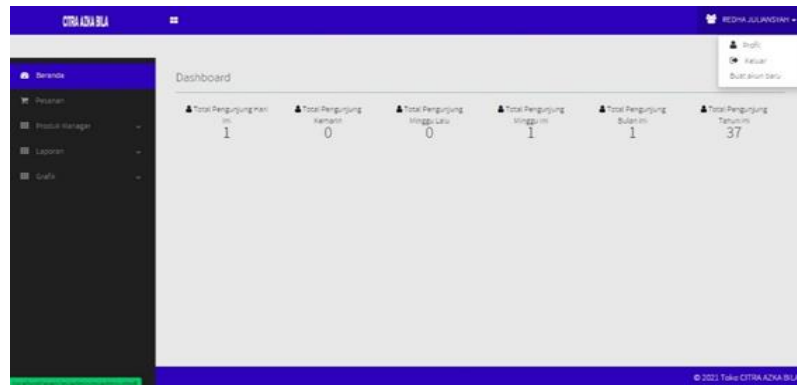 CITRA AZKA BILA
REDHA JULIANSYAH
Profil
Keluar
Buat akun baru
Beranda
Pesanan
Produk Manager
Laporan
Grafik
Dashboard
Total Pengunjung Hari
Ini
1
Total Pengunjung
Kemarin
0
Total Pengunjung
Minggu Lalu
0
Total Pengunjung
Minggu Ini
1
Total Pengunjung
Bulan Ini
1
Total Pengunjung
Tahun Ini
37
© 2021 Toko CITRA AZKA BILA